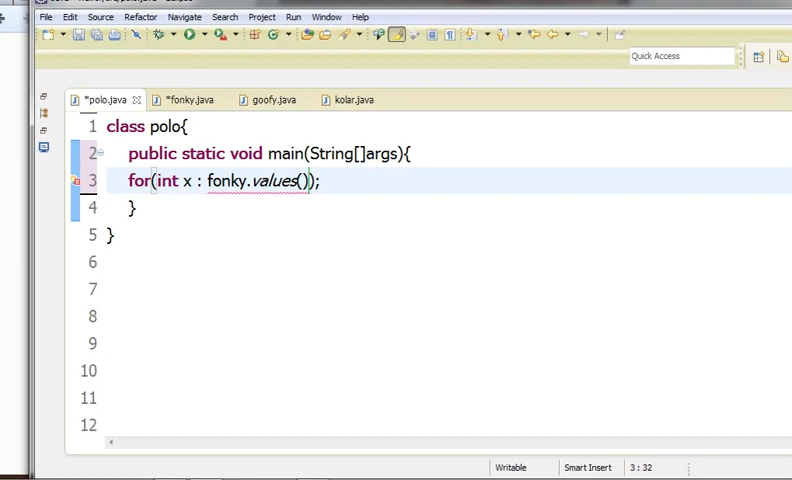 File Edit Source Refactor Navigate Search Project Run Window Help
Quick Access
*polo.java *fonky.java goofy.java kolar.java
1 class polo{
2 public static void main(String[]args){
3 for(int x : fonky.values());
4 }
5 }
6
7
8
9
10
11
12
Writable Smart Insert 3 : 32